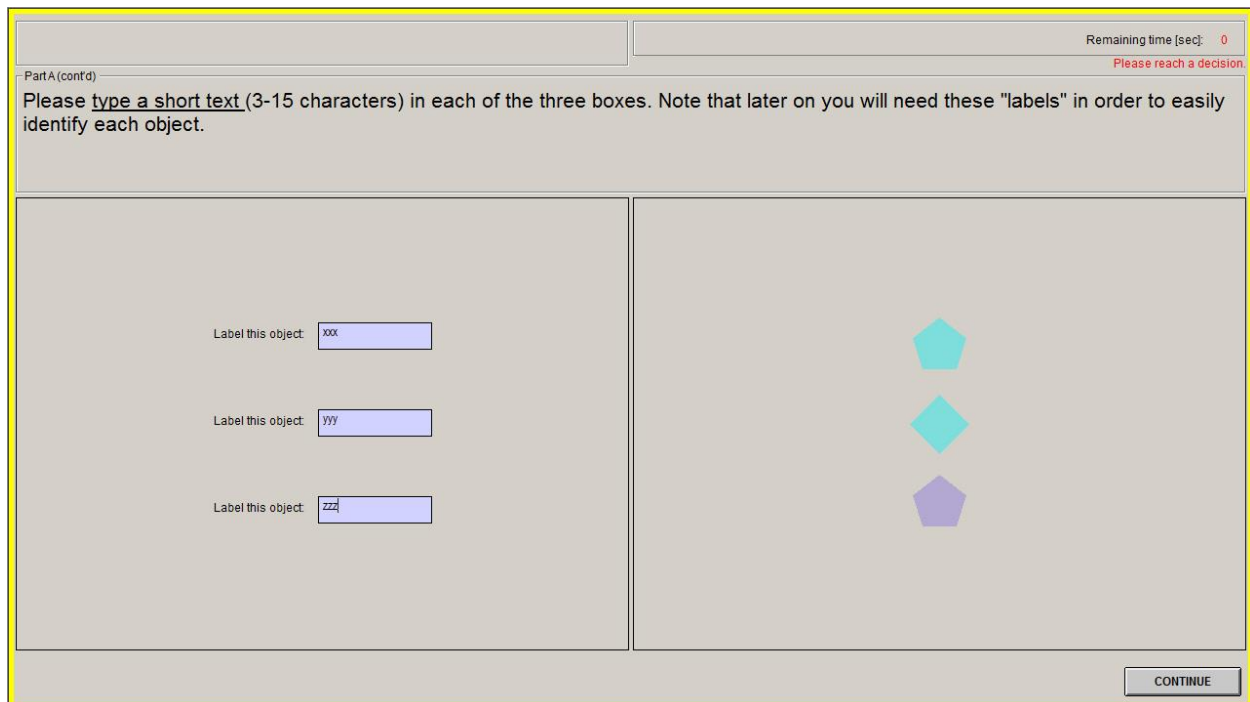 Remaining time [sec]: 0
Please reach a decision.
Part A (cont'd)
Please type a short text (3-15 characters) in each of the three boxes. Note that later on you will need these "labels" in order to easily
identify each object.
Label this object: xxx
Label this object: yyy
Label this object: zzz
CONTINUE